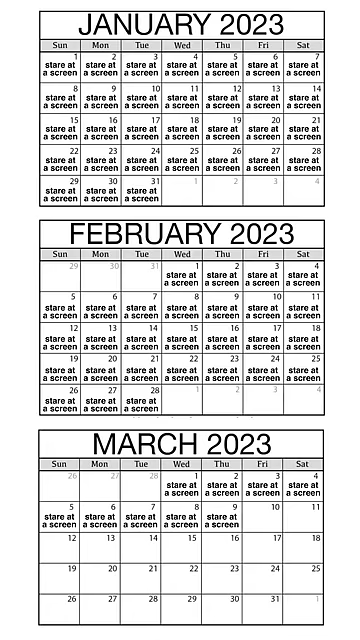 JANUARY 2023
Sun Mon Tue Wed Thu Fri Sat
1 2 3 4 5 6 7
stare at stare at stare at stare at stare at stare at stare at
a screen a screen a screen a screen a screen a screen a screen
8 9 10 11 12 13 14
stare at stare at stare at stare at stare at stare at stare at
a screen a screen a screen a screen a screen a screen a screen
15 16 17 18 19 20 21
stare at stare at stare at stare at stare at stare at stare at
a screen a screen a screen a screen a screen a screen a screen
22 23 24 25 26 27 28
stare at stare at stare at stare at stare at stare at stare at
a screen a screen a screen a screen a screen a screen a screen
29 30 31 1 2 3 4
stare at stare at stare at
a screen a screen a screen
FEBRUARY 2023
Sun Mon Tue Wed Thu Fri Sat
29 30 31 1 2 3 4
stare at stare at stare at stare at
a screen a screen a screen a screen
5 6 7 8 9 10 11
stare at stare at stare at stare at stare at stare at stare at
a screen a screen a screen a screen a screen a screen a screen
12 13 14 15 16 17 18
stare at stare at stare at stare at stare at stare at stare at
a screen a screen a screen a screen a screen a screen a screen
19 20 21 22 23 24 25
stare at stare at stare at stare at stare at stare at stare at
a screen a screen a screen a screen a screen a screen a screen
26 27 28 1 2 3 4
stare at stare at stare at
a screen a screen a screen
MARCH 2023
Sun Mon Tue Wed Thu Fri Sat
26 27 28 1 2 3 4
stare at stare at stare at stare at
a screen a screen a screen a screen
5 6 7 8 9 10 11
stare at stare at stare at stare at stare at
a screen a screen a screen a screen a screen
12 13 14 15 16 17 18
19 20 21 22 23 24 25
26 27 28 29 30 31 1